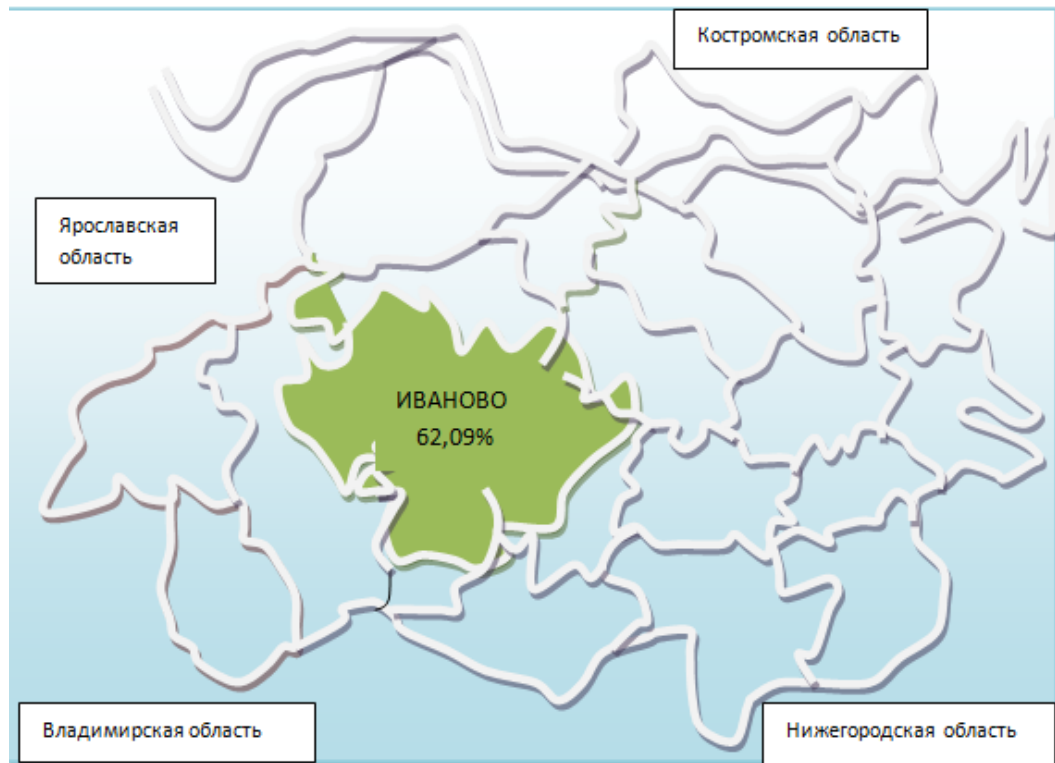 Костромская область
Ярославская
область
ИВАНОВО
62,09%
Владимирская область
Нижегородская область